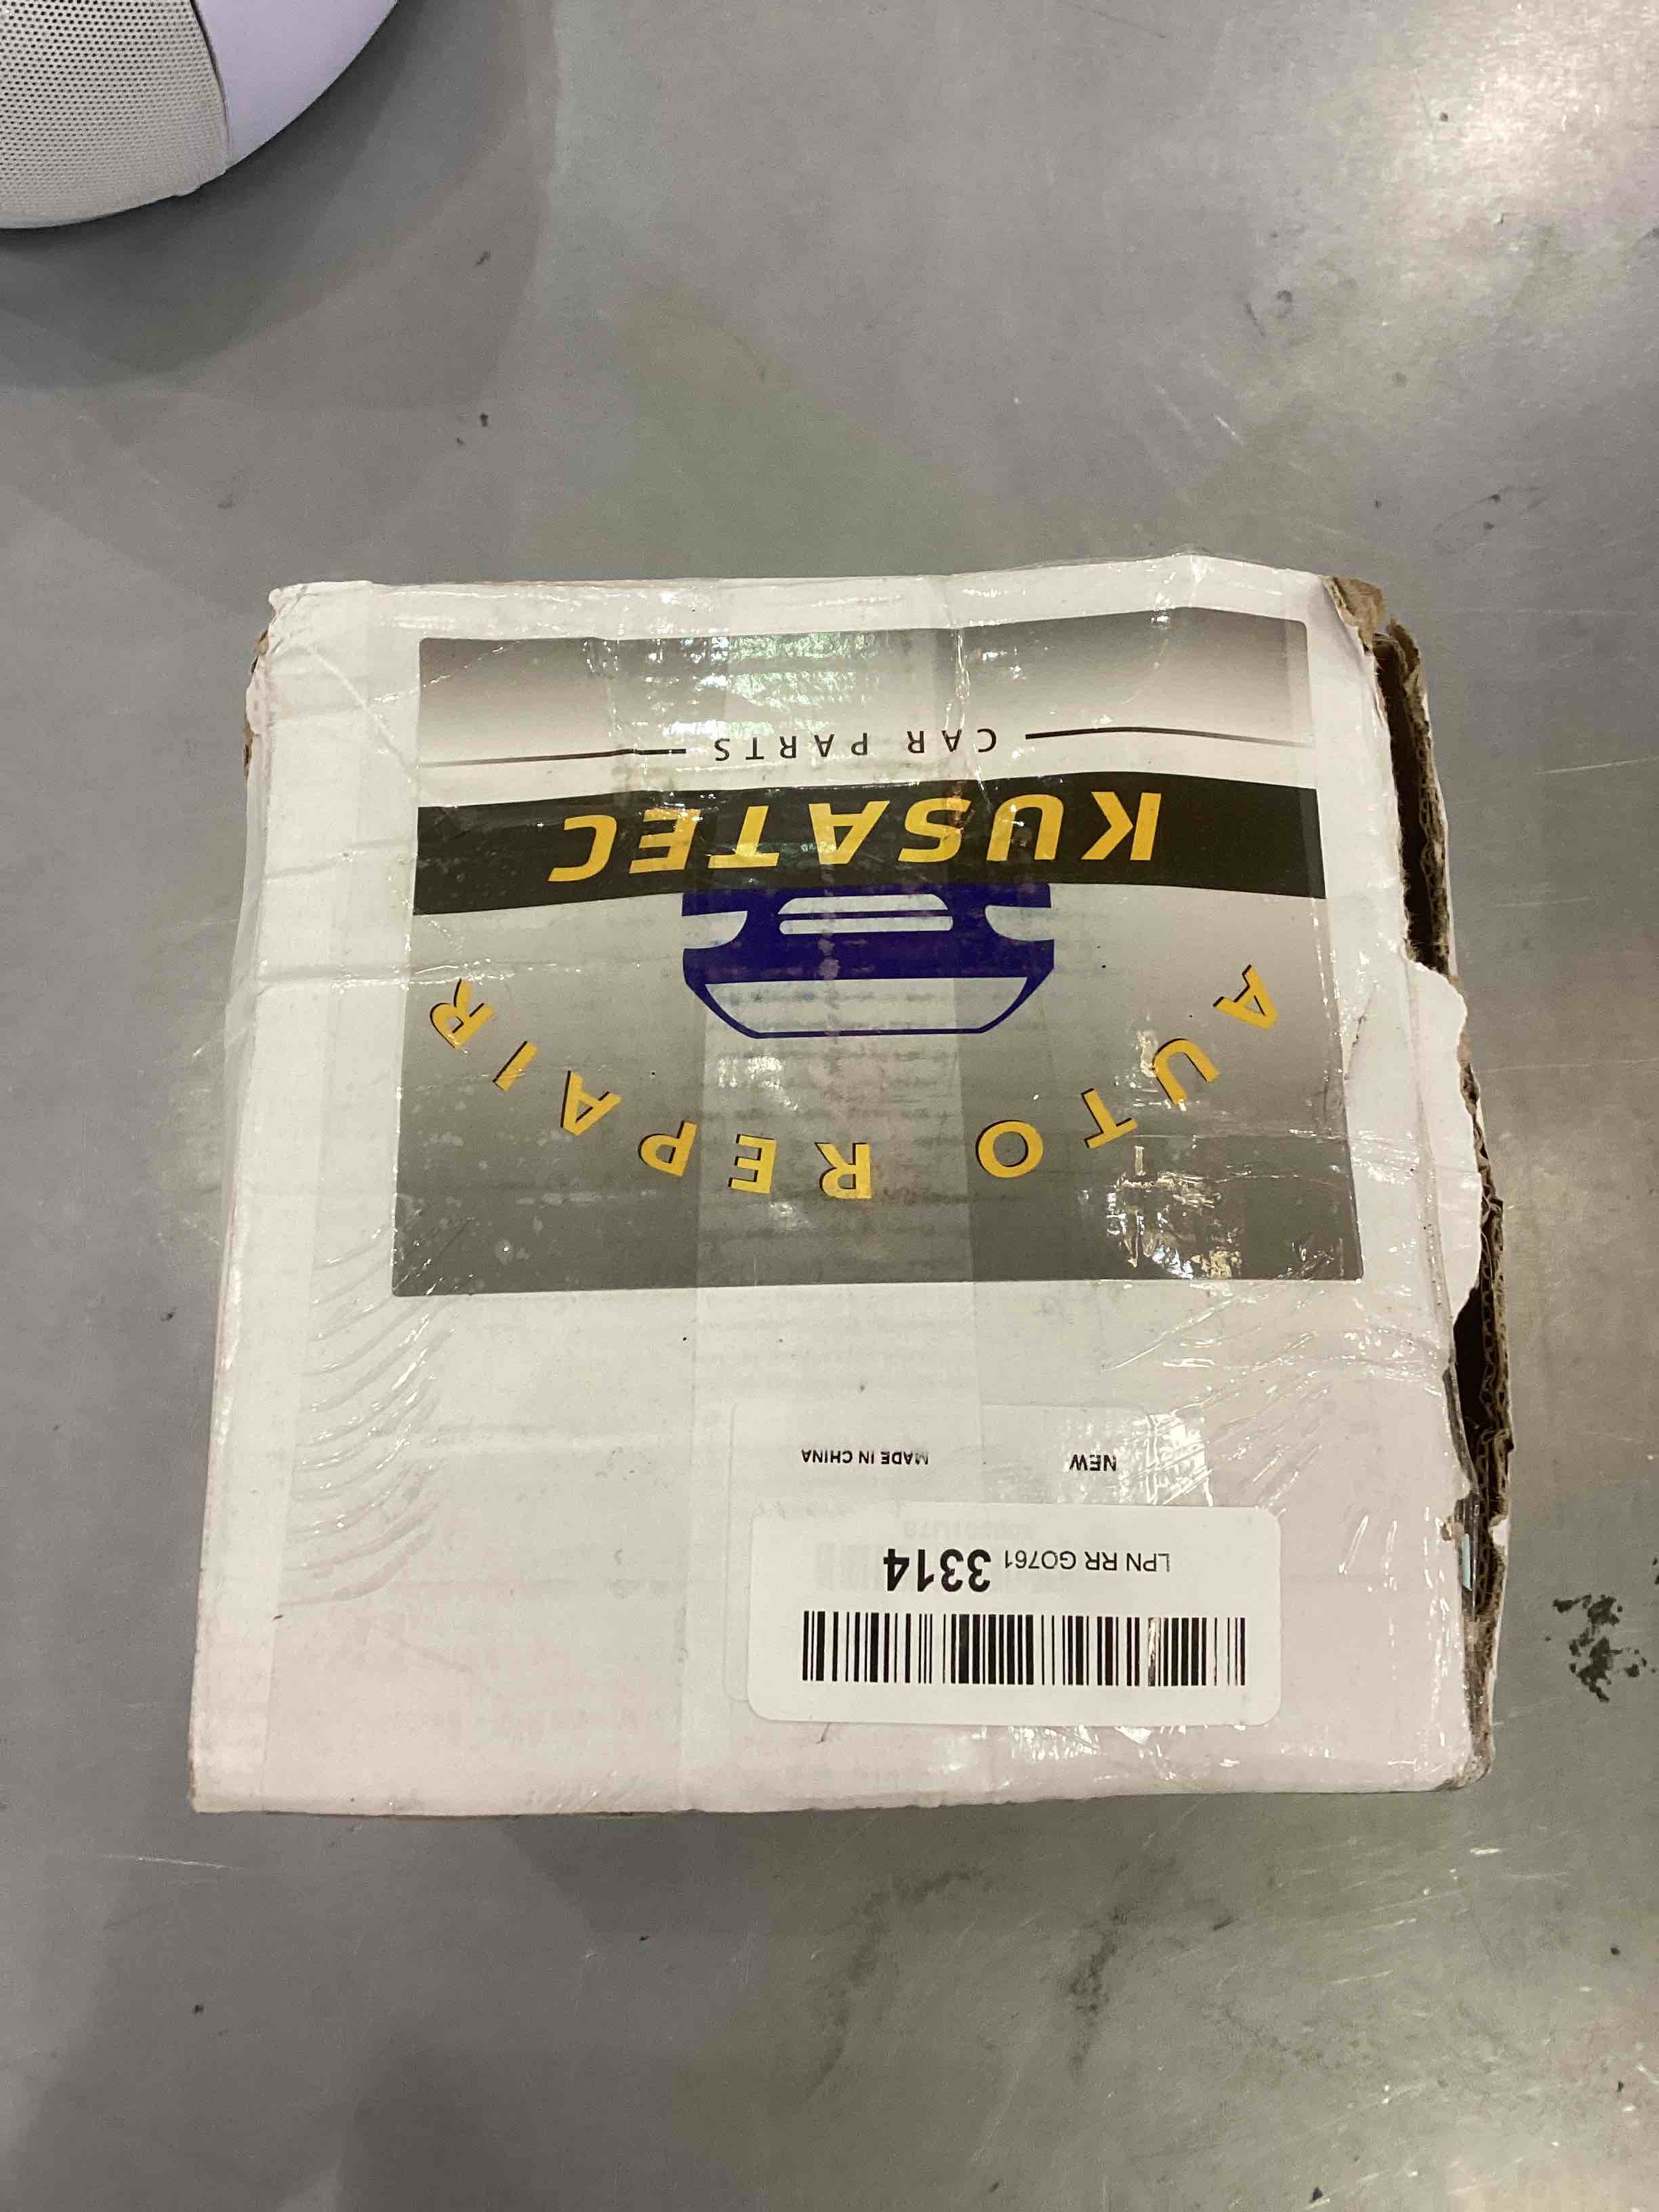 LPN RR GO761 3314
NEW MADE IN CHINA
AUTO REPAIR
KUSATEC
CAR PARTS